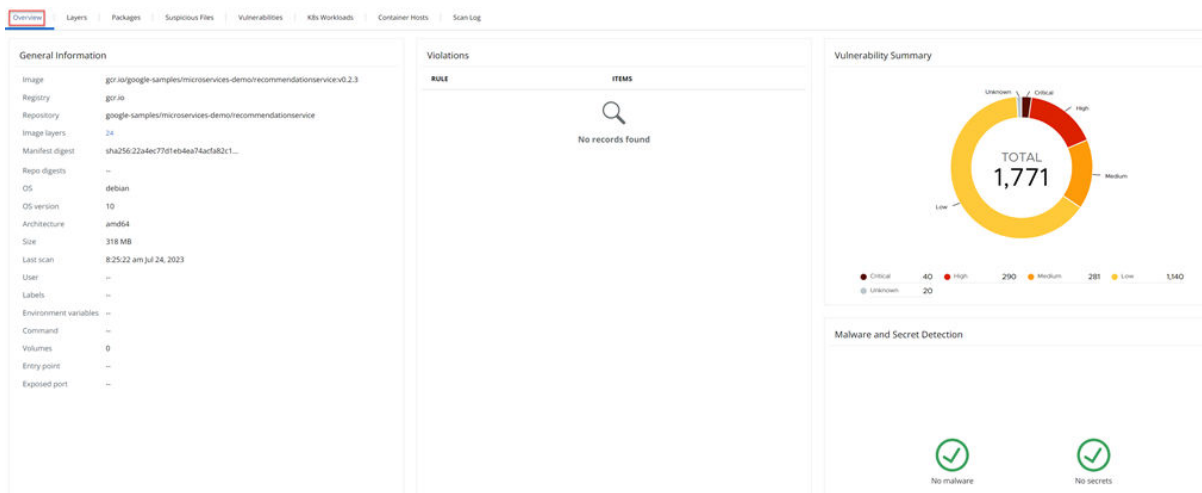 Overview Layers Packages Suspicious Files Vulnerabilities K8s Workloads Container Hosts Scan Log
General Information
Image gcr.io/google-samples/microservices-demo/recommendationservice:v0.2.3
Registry gcr.io
Repository google-samples/microservices-demo/recommendationservice
Image layers 24
Manifest digest sha256:22a4ec77d1eb4ea74acfa82c1...
Repo digests --
OS debian
OS version 10
Architecture amd64
Size 318 MB
Last scan 8:25:22 am Jul 24, 2023
User --
Labels --
Environment variables --
Command --
Volumes 0
Entry point --
Exposed port --
Violations
RULE ITEMS
No records found
Vulnerability Summary
Unknown Critical
High
TOTAL
1,771
Medium
Low
Critical 40 High 290 Medium 281 Low 1,140
Unknown 20
Malware and Secret Detection
No malware No secrets